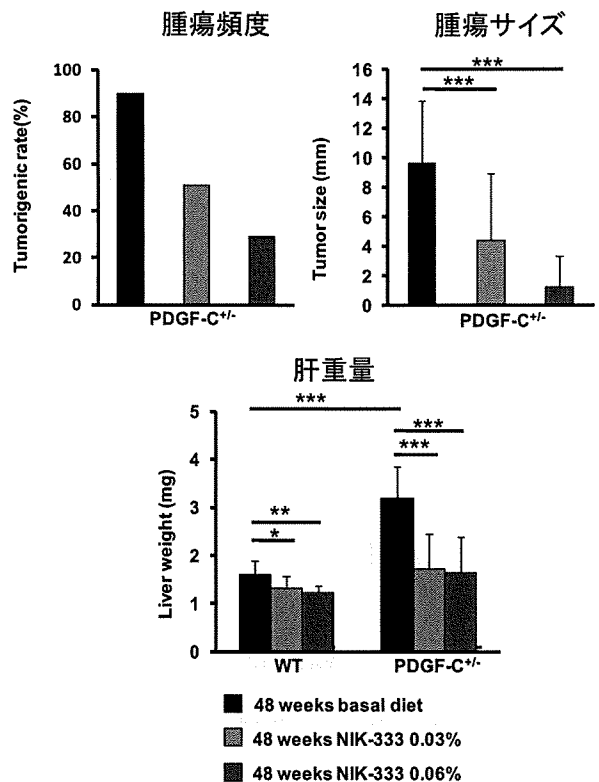 腫瘍頻度
Tumorigenic rate(%)
100
80
60
40
20
0
PDGF-C+/-
腫瘍サイズ
Tumor size (mm)
16
14
12
10
8
6
4
2
0
***
***
PDGF-C+/-
肝重量
Liver weight (mg)
5
4
3
2
1
0
***
**
*
***
***
WT
PDGF-C+/-
48 weeks basal diet
48 weeks NIK-333 0.03%
48 weeks NIK-333 0.06%